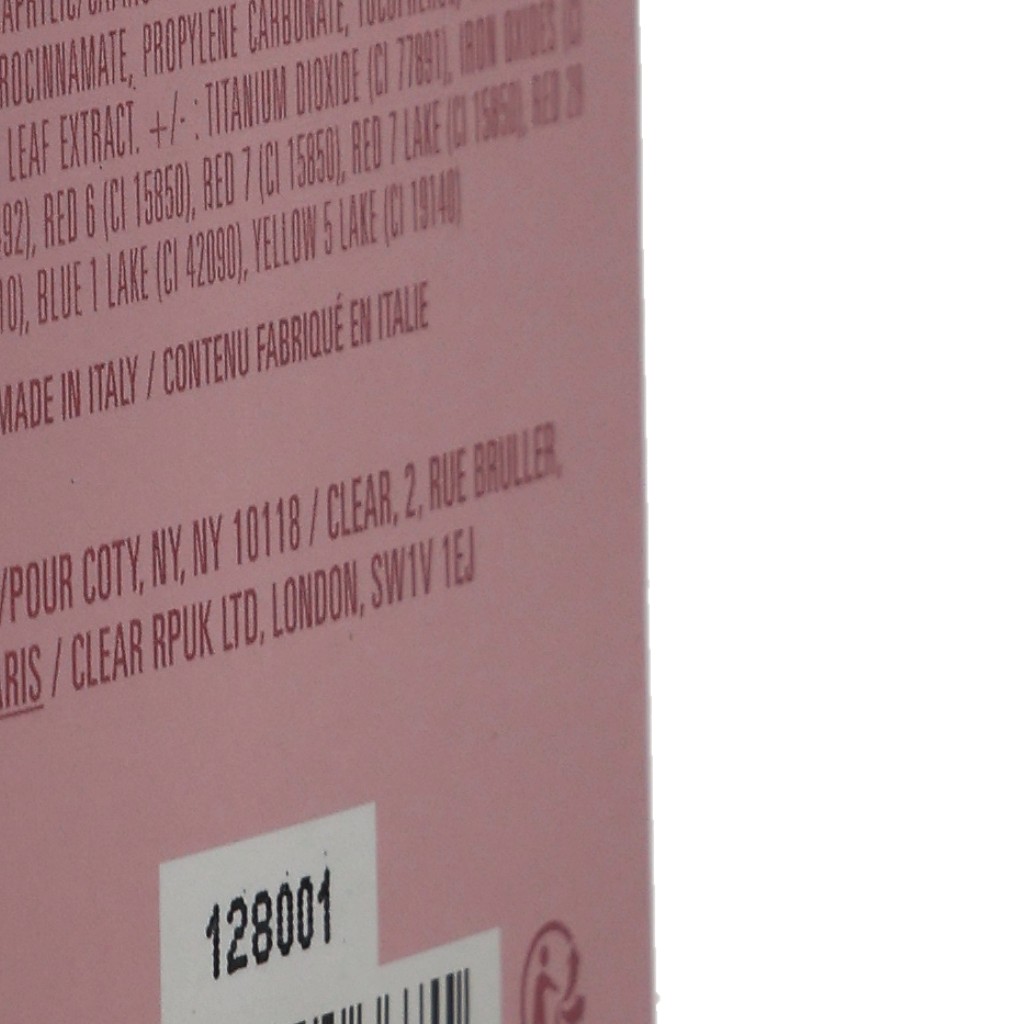 ROCINNAMATE, PROPYLENE CARBONATE,
LEAF EXTRACT. +/- : TITANIUM DIOXIDE (CI 77891), IRON OXIDES (CI
92), RED 6 (CI 15850), RED 7 (CI 15850), RED 7 LAKE (CI 15850), RED 28
10), BLUE 1 LAKE (CI 42090), YELLOW 5 LAKE (CI 19140)
MADE IN ITALY / CONTENU FABRIQUÉ EN ITALIE
/POUR COTY, NY, NY 10118 / CLEAR, 2, RUE BRULLER,
ARIS / CLEAR RPUK LTD, LONDON, SW1V 1EJ
128001